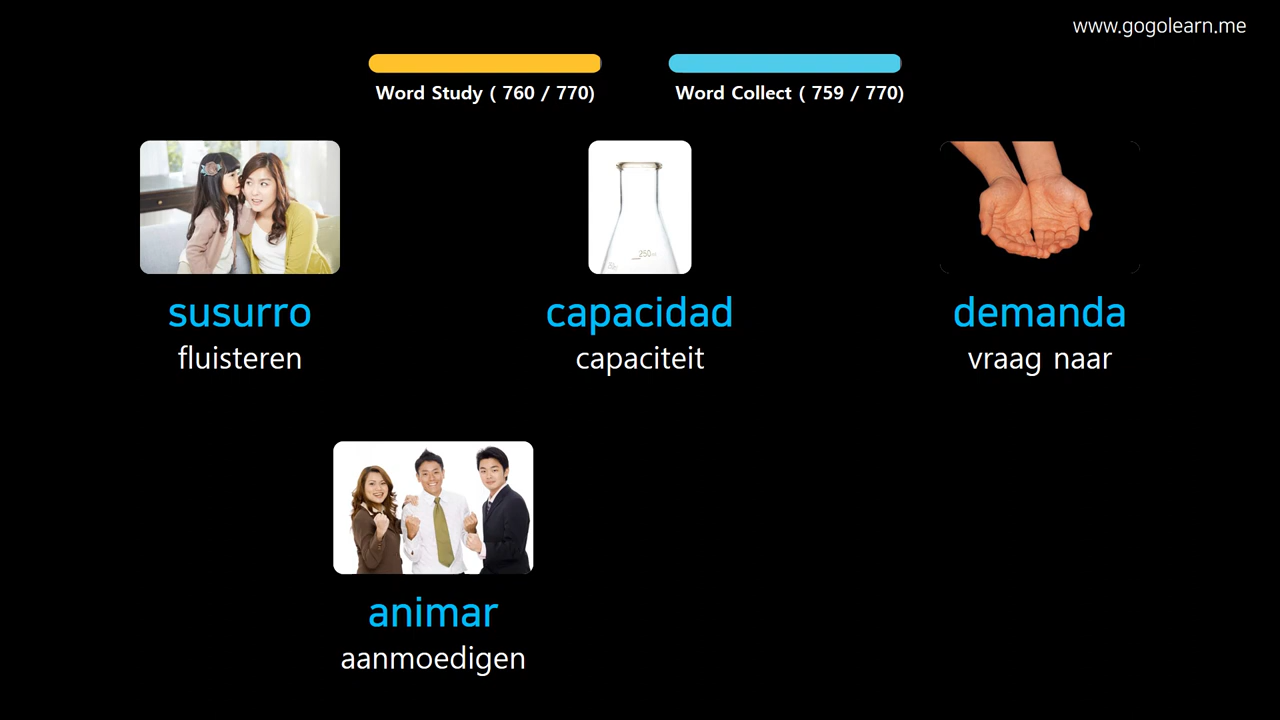 www.gogolearn.me
Word Study ( 760 / 770)
Word Collect ( 759 / 770)
susurro
fluisteren
capacidad
capaciteit
demanda
vraag naar
animar
aanmoedigen